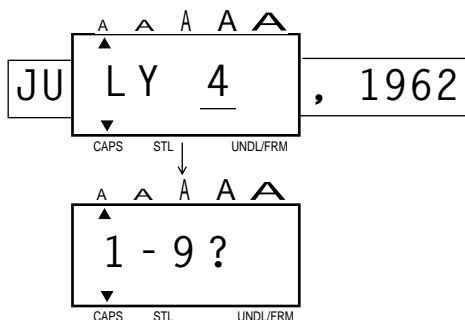 A A A A A
JU LY 4 , 1962
CAPS STL UNDL/FRM
A A A A A
1 - 9 ?
CAPS STL UNDL/FRM